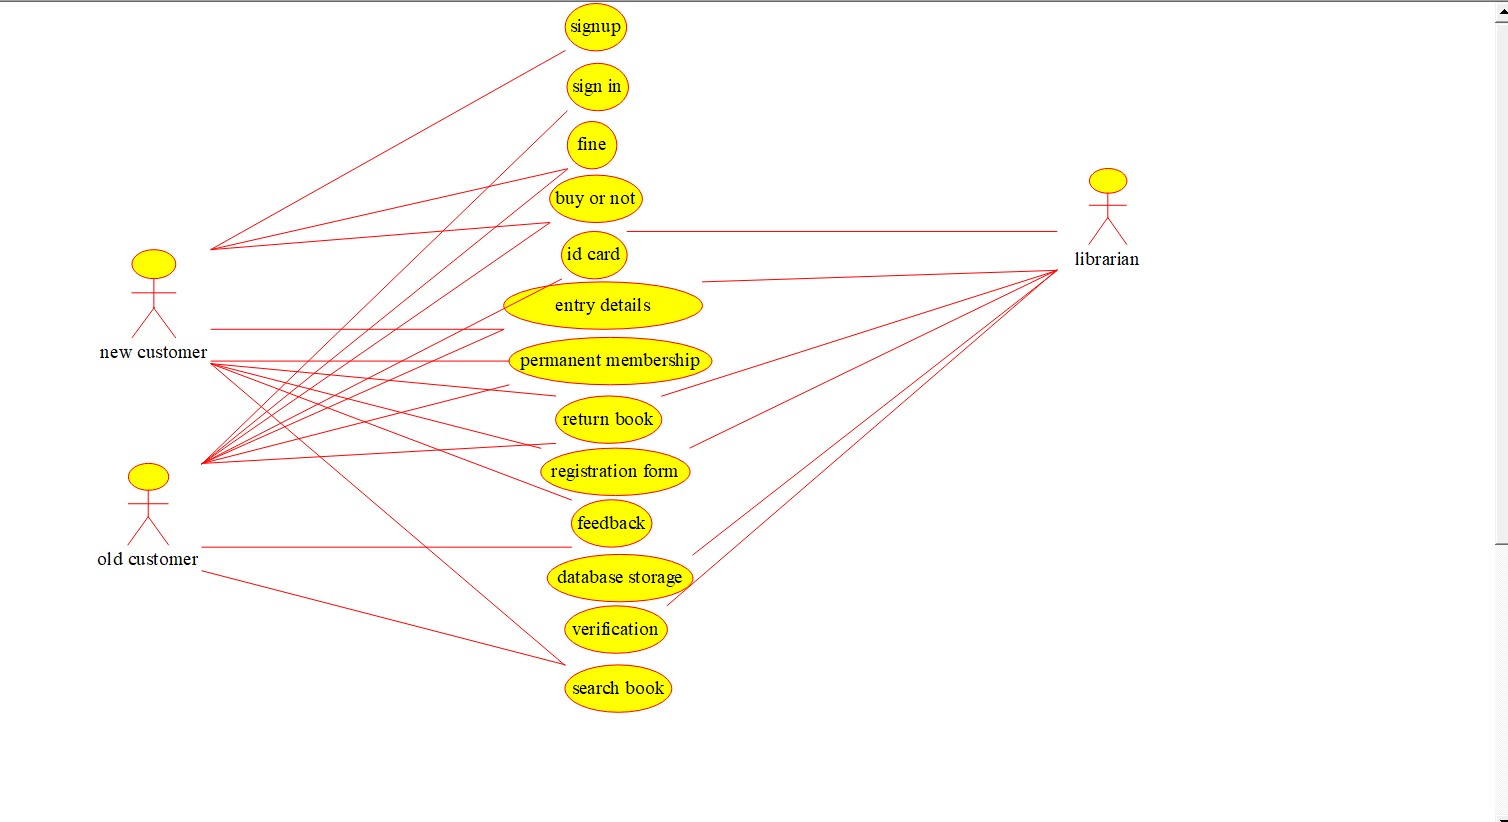 signup
sign in
fine
buy or not
id card
entry details
permanent membership
return book
registration form
feedback
database storage
verification
search book
new customer
old customer
librarian